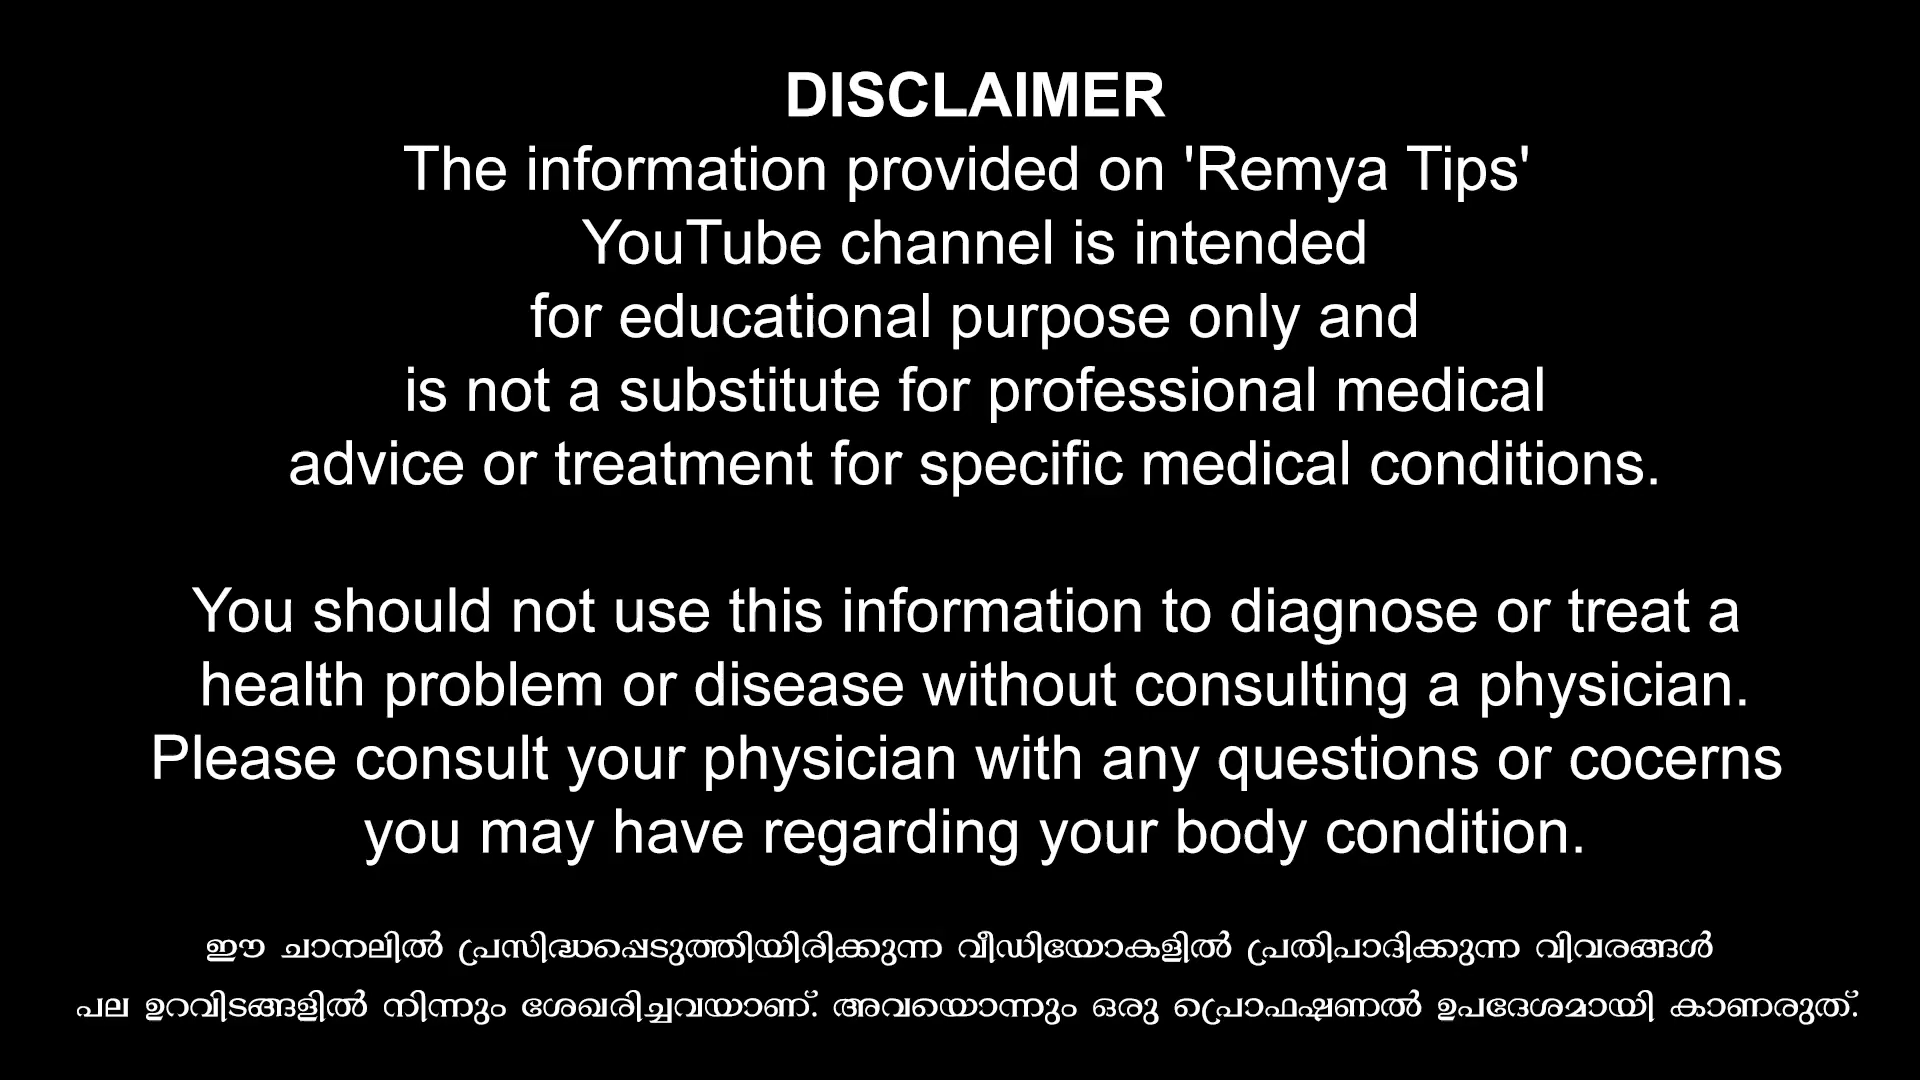 DISCLAIMER
The information provided on 'Remya Tips'
YouTube channel is intended
for educational purpose only and
is not a substitute for professional medical
advice or treatment for specific medical conditions.
You should not use this information to diagnose or treat a
health problem or disease without consulting a physician.
Please consult your physician with any questions or cocerns
you may have regarding your body condition.
ഈ ചാനലിൽ പ്രസിദ്ധപ്പെടുത്തിയിരിക്കുന്ന വീഡിയോകളിൽ പ്രതിപാദിക്കുന്ന വിവരങ്ങൾ
പല ഉറവിടങ്ങളിൽ നിന്നും ശേഖരിച്ചവയാണ്. അവയൊന്നും ഒരു പ്രൊഫഷണൽ ഉപദേശമായി കാണരുത്.